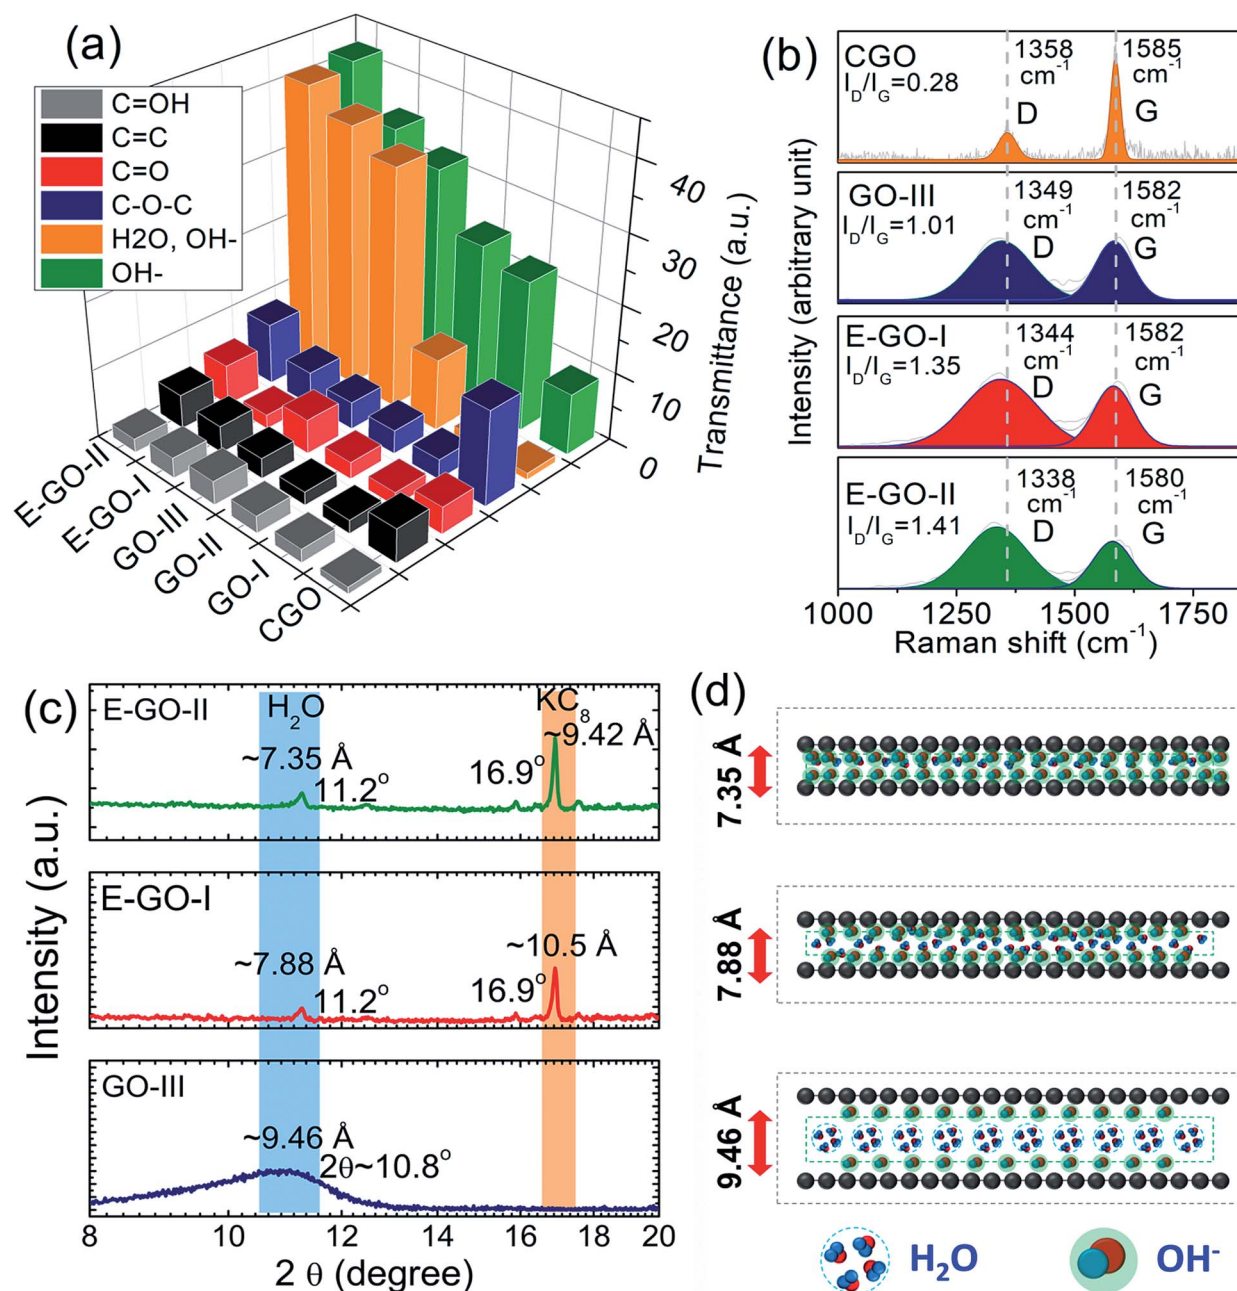 (a)
C=OH
C=C
C=O
C-O-C
H2O, OH-
OH-
40
30
20
10
0
Transmittance (a.u.)
E-GO-II
E-GO-I
GO-III
GO-II
GO-I
CGO
(b)
CGO
I_D/I_G=0.28
1358
cm⁻¹
D
1585
cm⁻¹
G
GO-III
I_D/I_G=1.01
1349
cm⁻¹
D
1582
cm⁻¹
G
E-GO-I
I_D/I_G=1.35
1344
cm⁻¹
D
1582
cm⁻¹
G
E-GO-II
I_D/I_G=1.41
1338
cm⁻¹
D
1580
cm⁻¹
G
Intensity (arbitrary unit)
1000 1250 1500 1750
Raman shift (cm⁻¹)
(c)
E-GO-II
H₂O
KC₈
~7.35 Å
11.2°
16.9°
~9.42 Å
E-GO-I
~7.88 Å
11.2°
16.9°
~10.5 Å
GO-III
~9.46 Å
2θ~10.8°
Intensity (a.u.)
8 10 12 14 16 18 20
2 θ (degree)
(d)
7.35 Å
7.88 Å
9.46 Å
H₂O
OH⁻